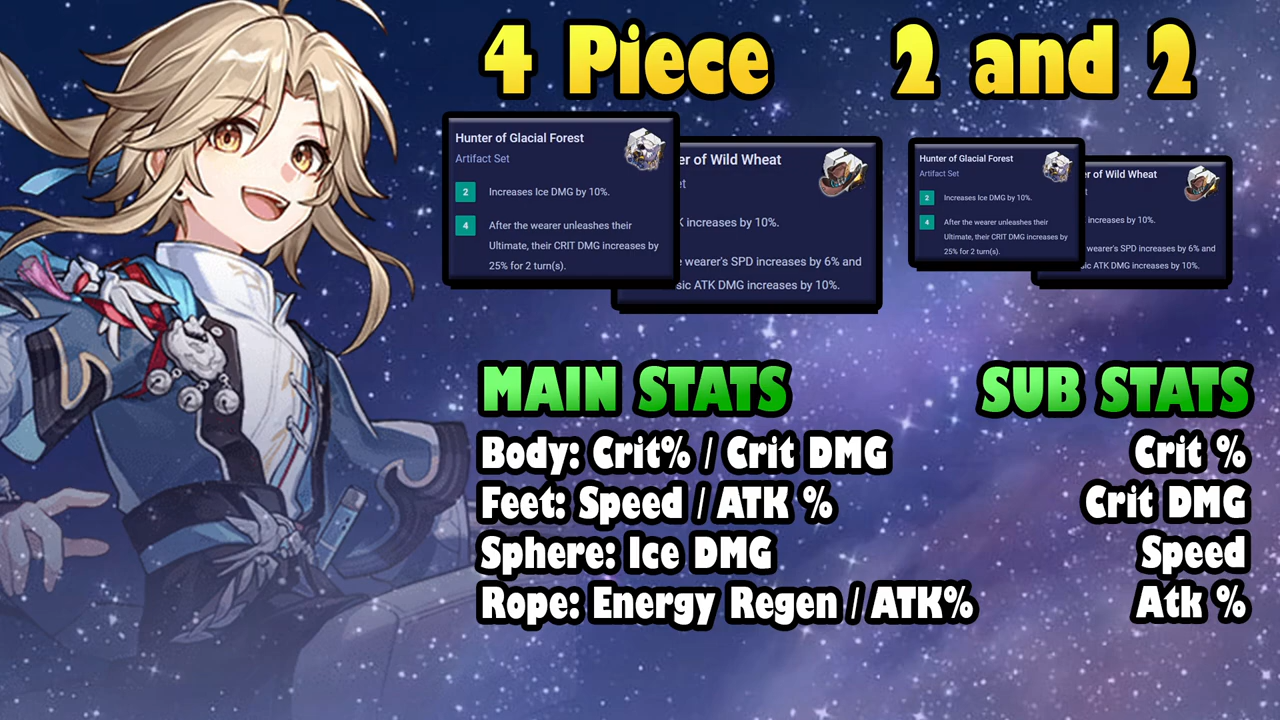 4 Piece
2 and 2
Hunter of Glacial Forest
Artifact Set
2 Increases Ice DMG by 10%.
4 After the wearer unleashes their
Ultimate, their CRIT DMG increases by
25% for 2 turn(s).
er of Wild Wheat
et
K increases by 10%.
wearer's SPD increases by 6% and
sic ATK DMG increases by 10%.
Hunter of Glacial Forest
Artifact Set
2 Increases Ice DMG by 10%.
4 After the wearer unleashes their
Ultimate, their CRIT DMG increases by
25% for 2 turn(s).
er of Wild Wheat
increases by 10%.
wearer's SPD increases by 6% and
sic ATK DMG increases by 10%.
MAIN STATS
Body: Crit% / Crit DMG
Feet: Speed / ATK %
Sphere: Ice DMG
Rope: Energy Regen / ATK%
SUB STATS
Crit %
Crit DMG
Speed
Atk %